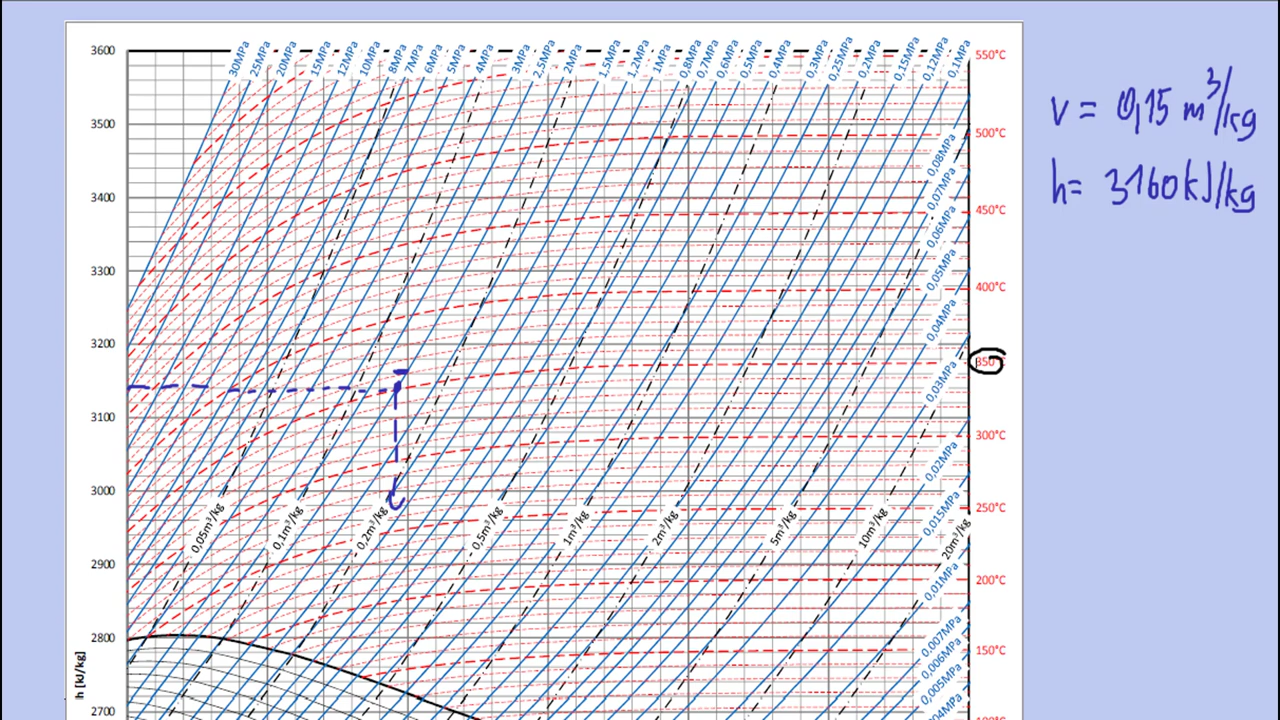 3600
3500
3400
3300
3200
3100
3000
2900
2800
2700
h [kJ/kg]
30MPa
25MPa
20MPa
15MPa
12MPa
10MPa
8MPa
7MPa
6MPa
5MPa
4MPa
3MPa
2,5MPa
2MPa
1,5MPa
1,2MPa
1MPa
0,8MPa
0,7MPa
0,6MPa
0,5MPa
0,4MPa
0,3MPa
0,25MPa
0,2MPa
0,15MPa
0,12MPa
0,1MPa
0,08MPa
0,07MPa
0,06MPa
0,05MPa
0,04MPa
0,03MPa
0,02MPa
0,015MPa
0,01MPa
0,007MPa
0,006MPa
0,005MPa
0,05m³/kg
0,1m³/kg
0,2m³/kg
0,5m³/kg
1m³/kg
2m³/kg
5m³/kg
10m³/kg
20m³/kg
550°C
500°C
450°C
400°C
350°C
300°C
250°C
200°C
150°C
v = 0,15 m³/kg
h = 3160 kJ/kg